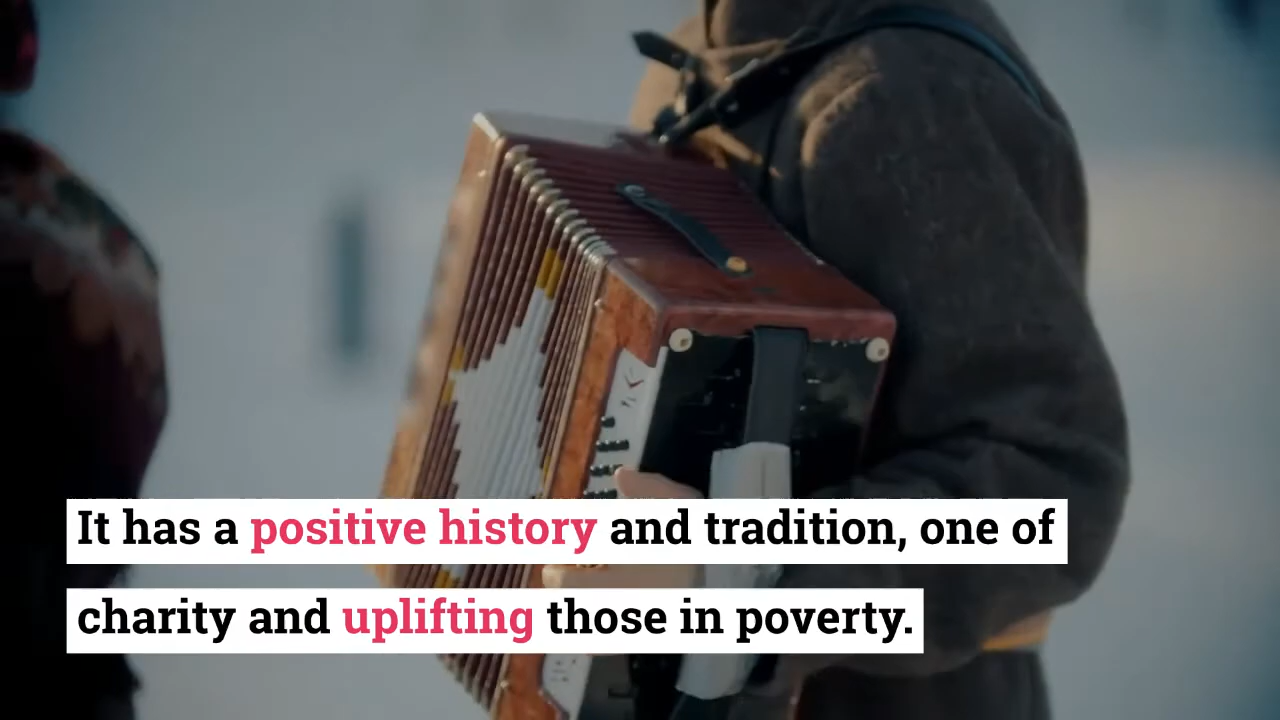 It has a positive history and tradition, one of
charity and uplifting those in poverty.